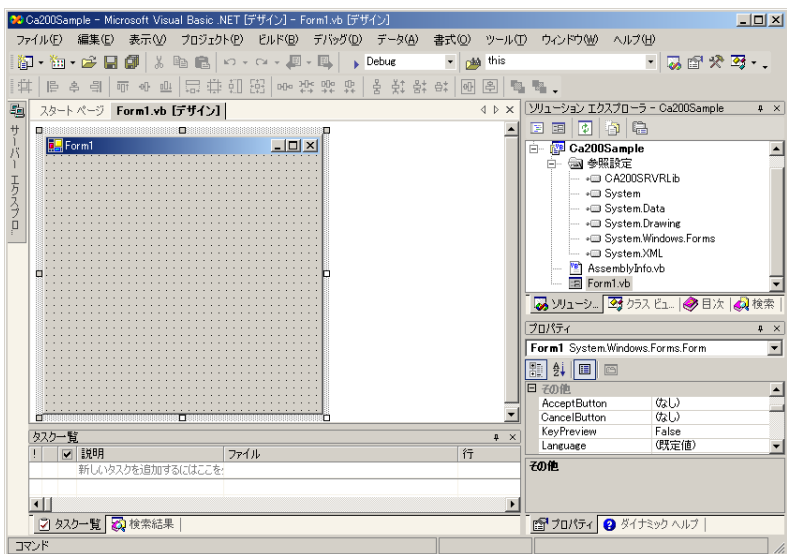 Ca200Sample - Microsoft Visual Basic .NET [デザイン] - Form1.vb [デザイン]
ファイル(F) 編集(E) 表示(V) プロジェクト(P) ビルド(B) デバッグ(D) データ(A) 書式(O) ツール(T) ウィンドウ(W) ヘルプ(H)
Debug this
サーバー エクスプロ...
スタート ページ Form1.vb [デザイン]
Form1
ソリューション エクスプローラ - Ca200Sample
Ca200Sample
参照設定
CA200SRVRLib
System
System.Data
System.Drawing
System.Windows.Forms
System.XML
AssemblyInfo.vb
Form1.vb
ソリューシ... クラス ビュ... 目次 検索
プロパティ
Form1 System.Windows.Forms.Form
その他
AcceptButton (なし)
CancelButton (なし)
KeyPreview False
Language (既定値)
その他
プロパティ ダイナミック ヘルプ
タスク一覧
! 説明 ファイル 行
新しいタスクを追加するにはここを
タスク一覧 検索結果
コマンド